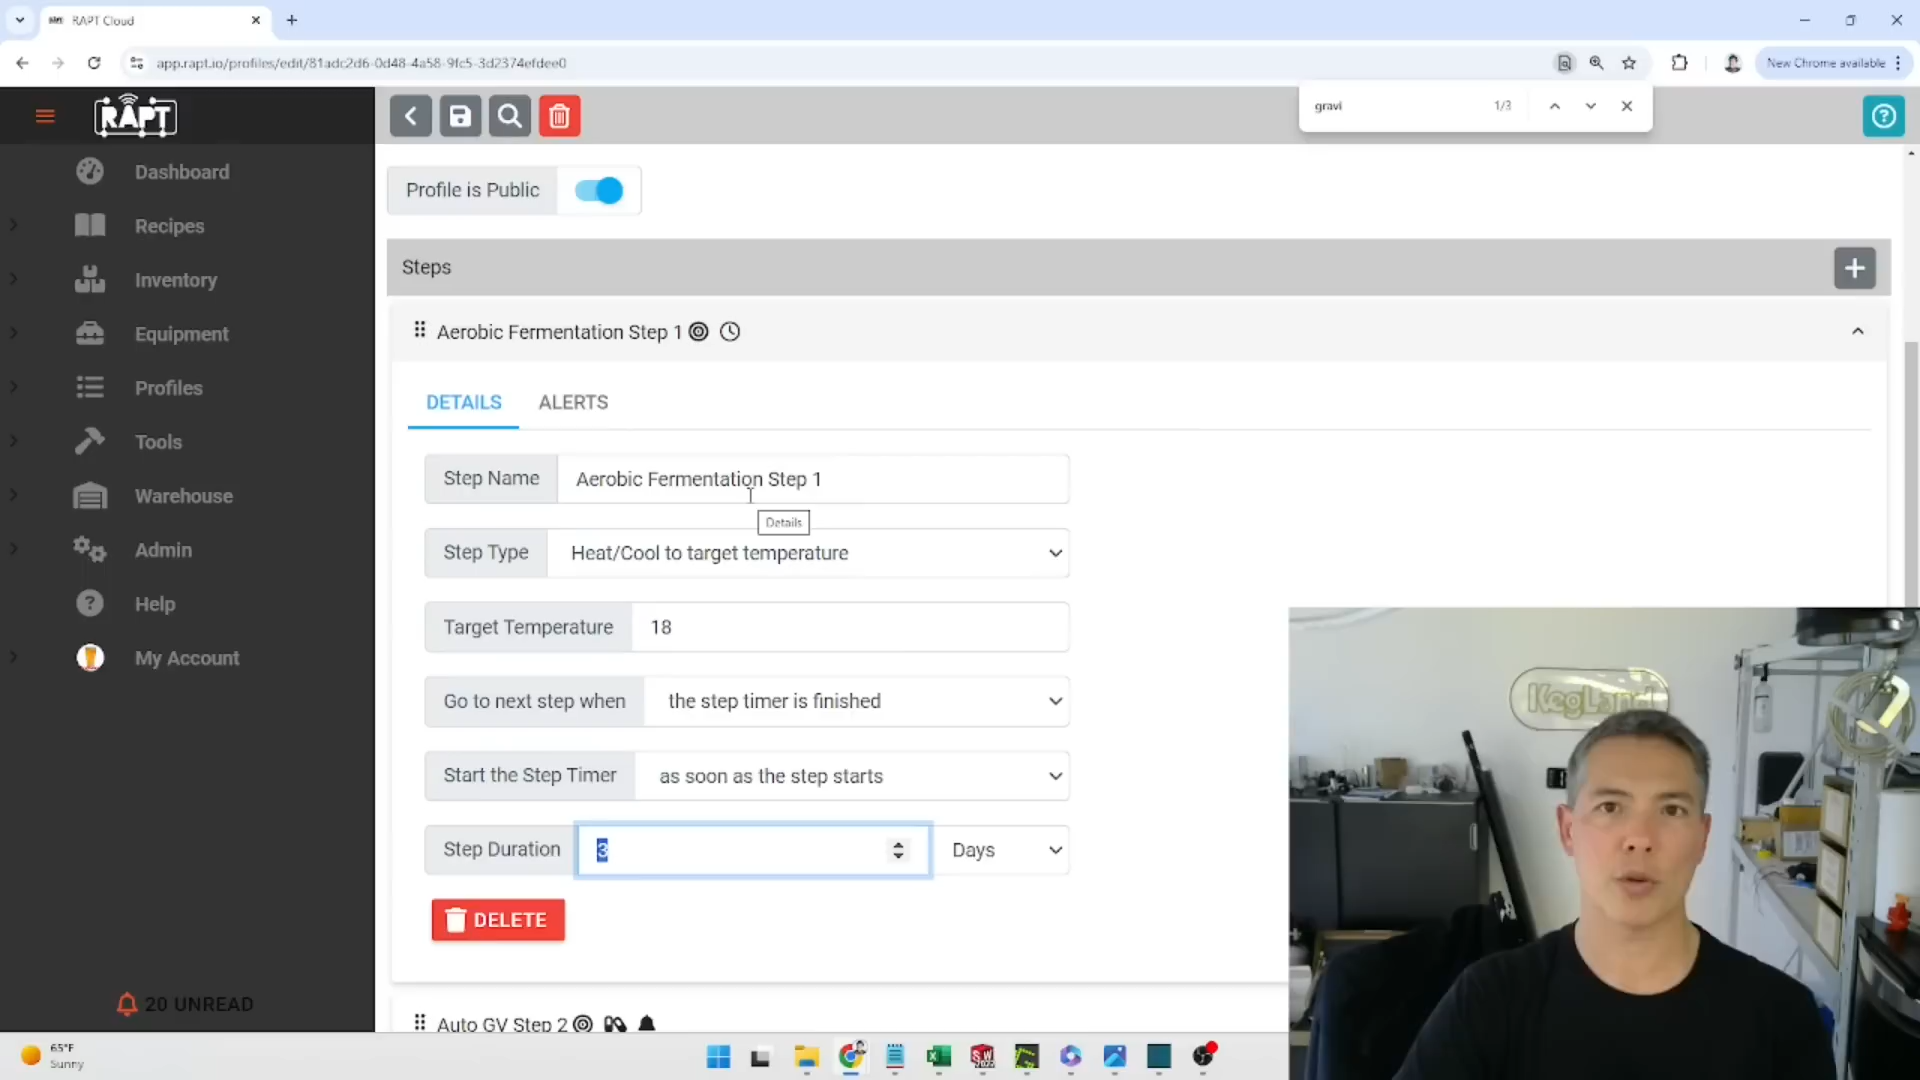 RAPT Cloud
app.rapt.io/profiles/edit/81adc2d6-0d48-4a58-9fc5-3d2374efdee0
New Chrome available
gravi
1/3
RAPT
Dashboard
Recipes
Inventory
Equipment
Profiles
Tools
Warehouse
Admin
Help
My Account
20 UNREAD
Profile is Public
Steps
Aerobic Fermentation Step 1
DETAILS ALERTS
Step Name Aerobic Fermentation Step 1
Details
Step Type Heat/Cool to target temperature
Target Temperature 18
Go to next step when the step timer is finished
Start the Step Timer as soon as the step starts
Step Duration 3 Days
DELETE
Auto GV Step 2
KegLand
65°F
Sunny